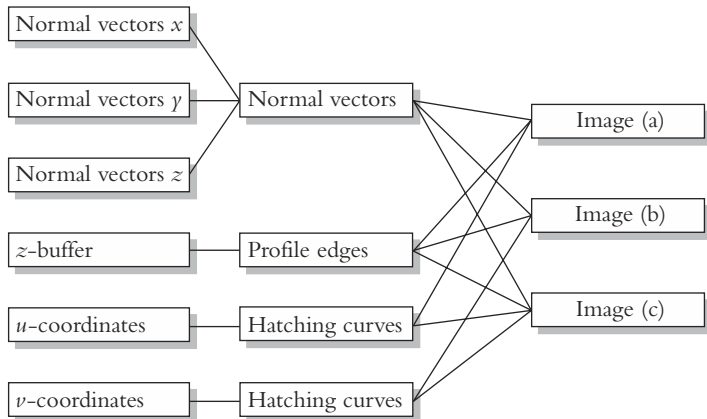 Normal vectors x
Normal vectors y
Normal vectors z
z-buffer
u-coordinates
v-coordinates
Normal vectors
Profile edges
Hatching curves
Hatching curves
Image (a)
Image (b)
Image (c)